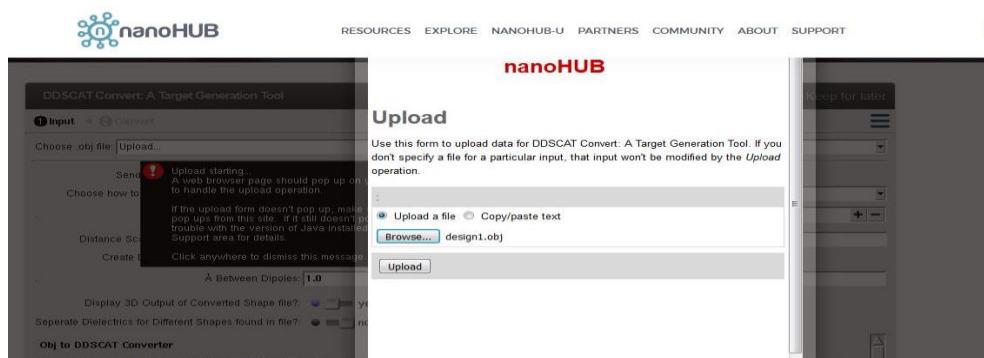 nanoHUB
RESOURCES EXPLORE NANOHUB-U PARTNERS COMMUNITY ABOUT SUPPORT
nanoHUB
DDSCAT Convert: A Target Generation Tool
Keep for later
1 Input → 2 Convert
Choose .obj file: Upload...
Send
Upload starting...
A web browser page should pop up on
to handle the upload operation.
Choose how to
If the upload form doesn't pop up, make
pop ups from this site. If it still doesn't
trouble with the version of Java installed
Support area for details.
Distance
Create
Click anywhere to dismiss this message.
Å Between Dipoles: 1.0
Display 3D Output of Converted Shape file?:
Seperate Dielectrics for Different Shapes found in file?:
Obj to DDSCAT Converter
Upload
Use this form to upload data for DDSCAT Convert: A Target Generation Tool. If you
don't specify a file for a particular input, that input won't be modified by the Upload
operation.
:
Upload a file Copy/paste text
Browse... design1.obj
Upload